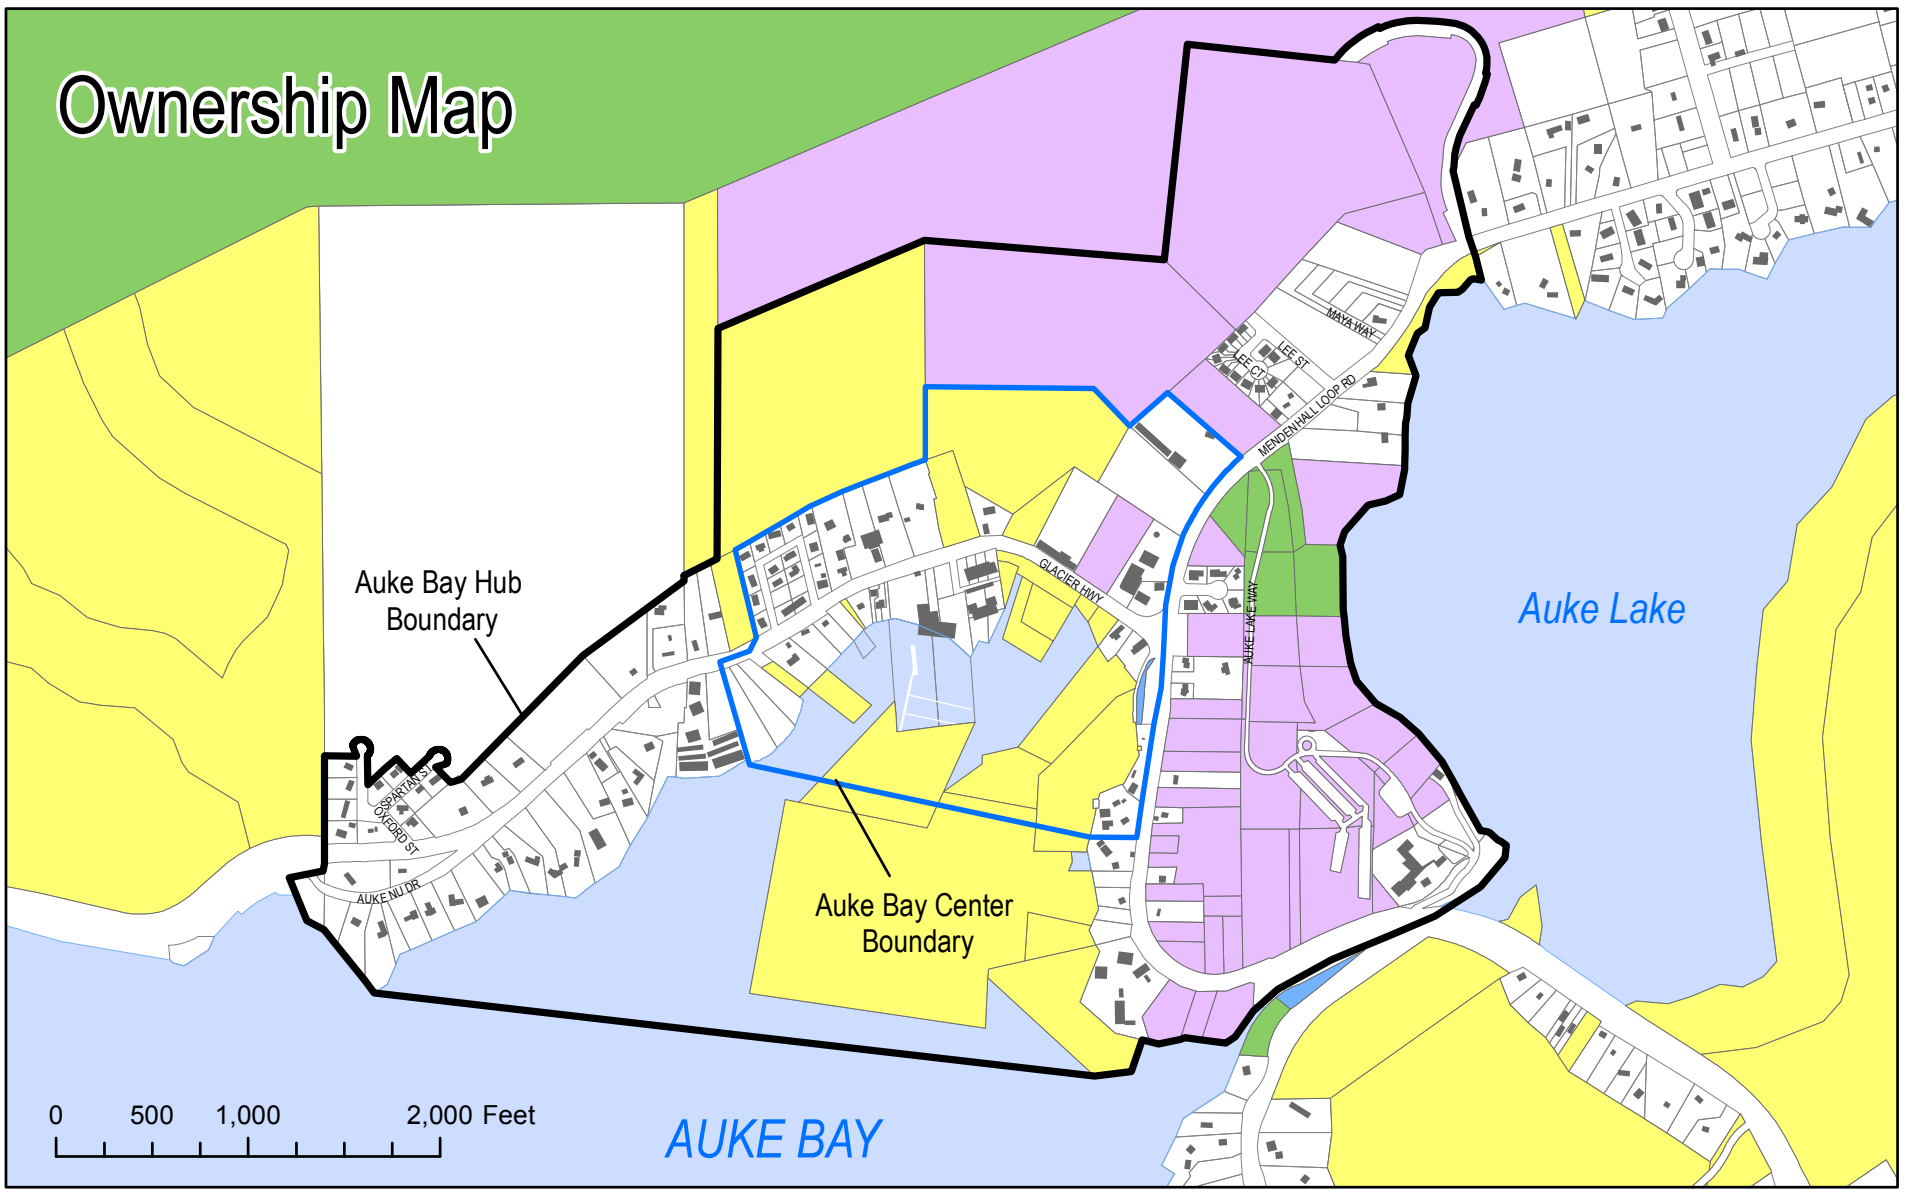 Ownership Map
MAYA WAY
LEE ST
LEE CT
MENDENHALL LOOP RD
Auke Bay Hub
Boundary
GLACIER HWY
AUKE LAKE WAY
Auke Lake
SPARTAN ST
OXFORD ST
AUKE NU DR
Auke Bay Center
Boundary
0 500 1,000 2,000 Feet
AUKE BAY